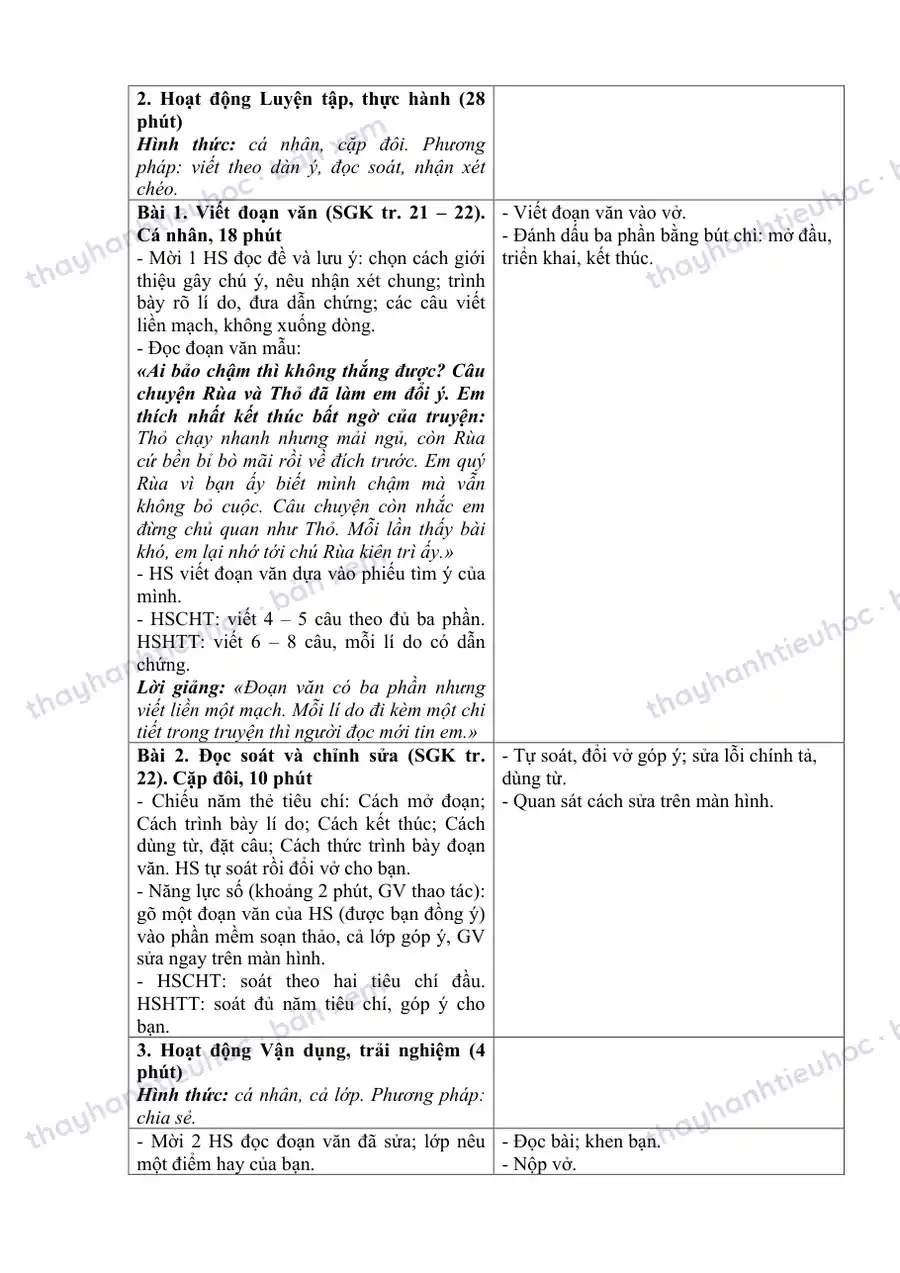 2. Hoạt động Luyện tập, thực hành (28
phút)
Hình thức: cá nhân, cặp đôi. Phương
pháp: viết theo dàn ý, đọc soát, nhận xét
chéo.
Bài 1. Viết đoạn văn (SGK tr. 21 – 22).
Cá nhân, 18 phút
- Mời 1 HS đọc đề và lưu ý: chọn cách giới
thiệu gây chú ý, nêu nhận xét chung; trình
bày rõ lí do, đưa dẫn chứng; các câu viết
liền mạch, không xuống dòng.
- Đọc đoạn văn mẫu:
«Ai bảo chậm thì không thắng được? Câu
chuyện Rùa và Thỏ đã làm em đổi ý. Em
thích nhất kết thúc bất ngờ của truyện:
Thỏ chạy nhanh nhưng mải ngủ, còn Rùa
cứ bền bỉ bò mãi rồi về đích trước. Em quý
Rùa vì bạn ấy biết mình chậm mà vẫn
không bỏ cuộc. Câu chuyện còn nhắc em
đừng chủ quan như Thỏ. Mỗi lần thấy bài
khó, em lại nhớ tới chú Rùa kiên trì ấy.»
- HS viết đoạn văn dựa vào phiếu tìm ý của
mình.
- HSCHT: viết 4 – 5 câu theo đủ ba phần.
HSHTT: viết 6 – 8 câu, mỗi lí do có dẫn
chứng.
Lời giảng: «Đoạn văn có ba phần nhưng
viết liền một mạch. Mỗi lí do đi kèm một chi
tiết trong truyện thì người đọc mới tin em.»
- Viết đoạn văn vào vở.
- Đánh dấu ba phần bằng bút chì: mở đầu,
triển khai, kết thúc.
Bài 2. Đọc soát và chỉnh sửa (SGK tr.
22). Cặp đôi, 10 phút
- Chiếu năm thẻ tiêu chí: Cách mở đoạn;
Cách trình bày lí do; Cách kết thúc; Cách
dùng từ, đặt câu; Cách thức trình bày đoạn
văn. HS tự soát rồi đổi vở cho bạn.
- Năng lực số (khoảng 2 phút, GV thao tác):
gõ một đoạn văn của HS (được bạn đồng ý)
vào phần mềm soạn thảo, cả lớp góp ý, GV
sửa ngay trên màn hình.
- HSCHT: soát theo hai tiêu chí đầu.
HSHTT: soát đủ năm tiêu chí, góp ý cho
bạn.
- Tự soát, đổi vở góp ý; sửa lỗi chính tả,
dùng từ.
- Quan sát cách sửa trên màn hình.
3. Hoạt động Vận dụng, trải nghiệm (4
phút)
Hình thức: cá nhân, cả lớp. Phương pháp:
chia sẻ.
- Mời 2 HS đọc đoạn văn đã sửa; lớp nêu
một điểm hay của bạn.
- Đọc bài; khen bạn.
- Nộp vở.
thayhanhtieuhoc · bản xem
thayhanhtieuhoc · b
thayhanhtieuhoc · bản xem
thayhanhtieuhoc · b
thayhanhtieuhoc · bản xem
thayhanhtieuhoc · b